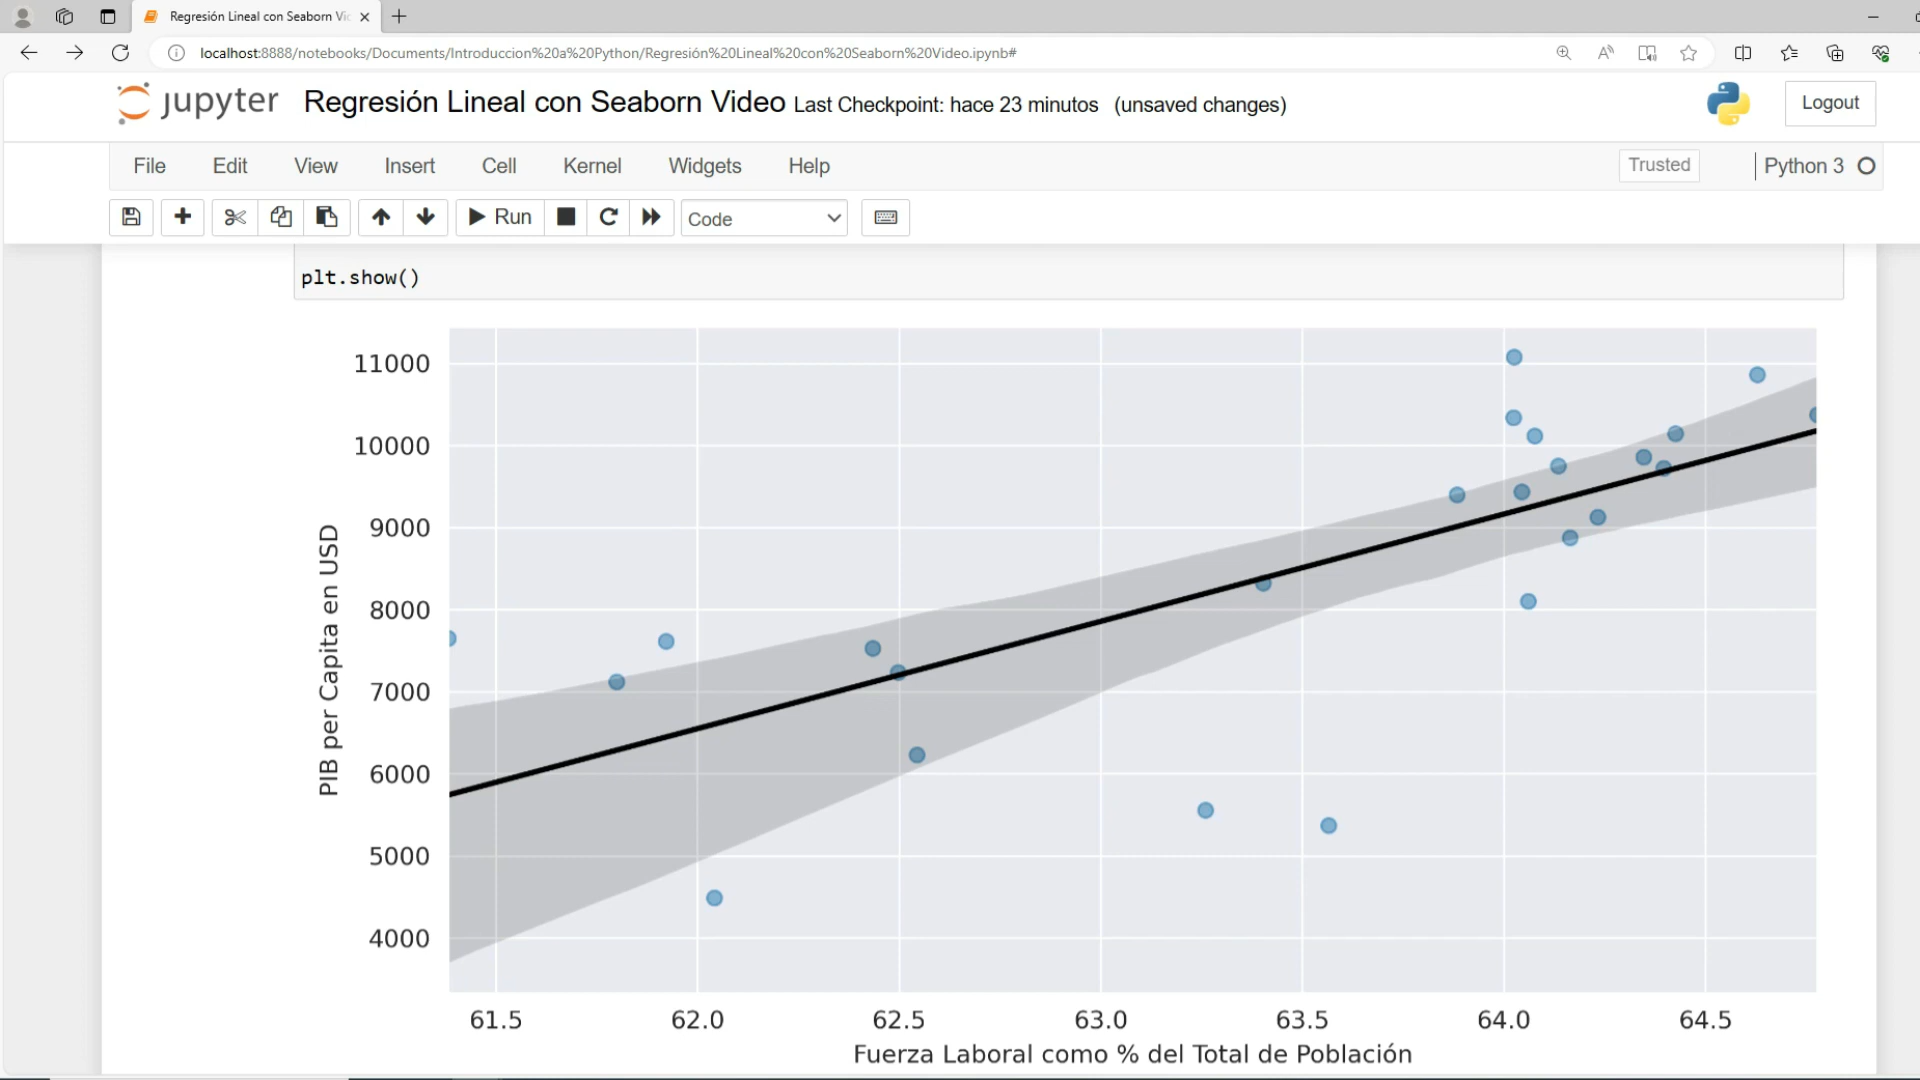 Regresión Lineal con Seaborn Vi
localhost:8888/notebooks/Documents/Introduccion%20a%20Python/Regresión%20Lineal%20con%20Seaborn%20Video.ipynb#
jupyter Regresión Lineal con Seaborn Video Last Checkpoint: hace 23 minutos (unsaved changes)
Logout
File Edit View Insert Cell Kernel Widgets Help
Trusted
Python 3
Run
Code
plt.show()
11000
10000
9000
8000
7000
6000
5000
4000
PIB per Capita en USD
61.5 62.0 62.5 63.0 63.5 64.0 64.5
Fuerza Laboral como % del Total de Población